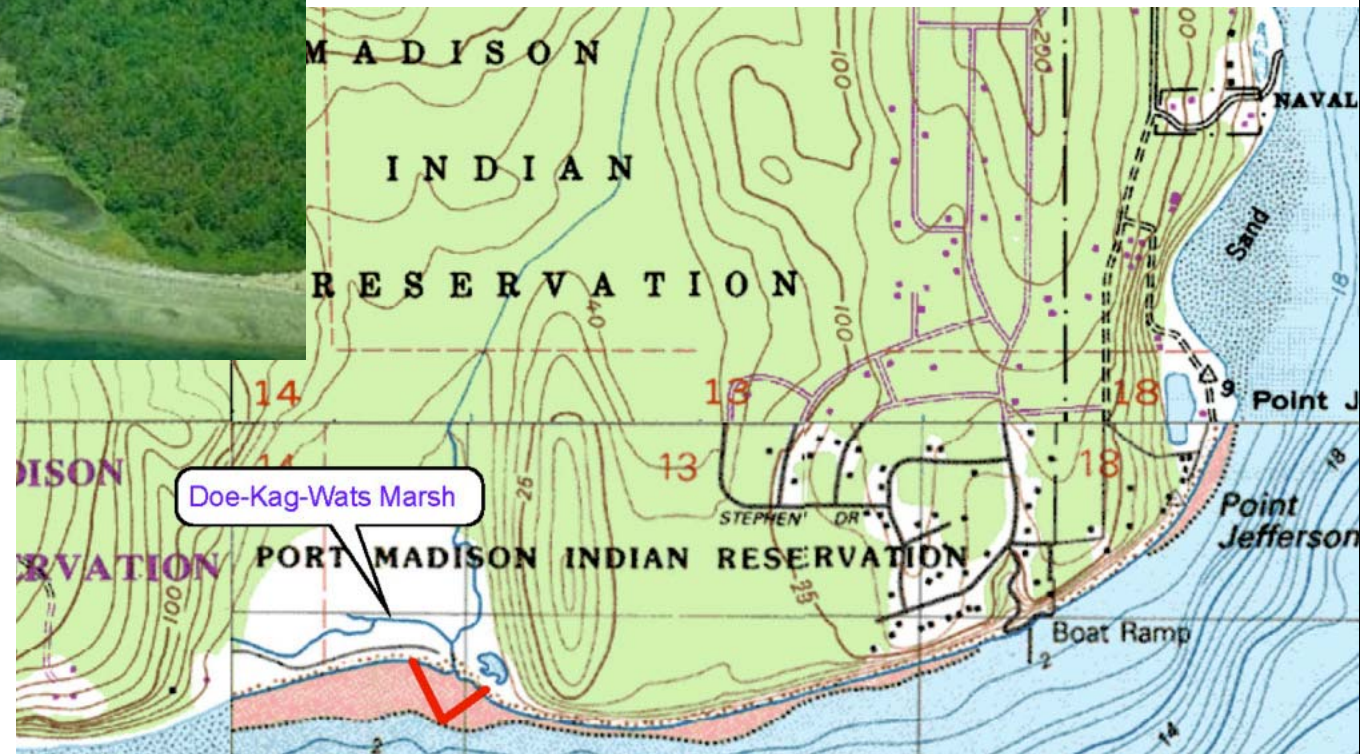 MADISON
INDIAN
RESERVATION
100
200
00
NAVAL
Sand
18
40
100
14
13
18
9
Point J
14
13
18
18
DISON
Doe-Kag-Wats Marsh
25
STEPHEN' DR
Point
Jefferson
RVATION
PORT MADISON INDIAN RESERVATION
100
25
Boat Ramp
2
2
14